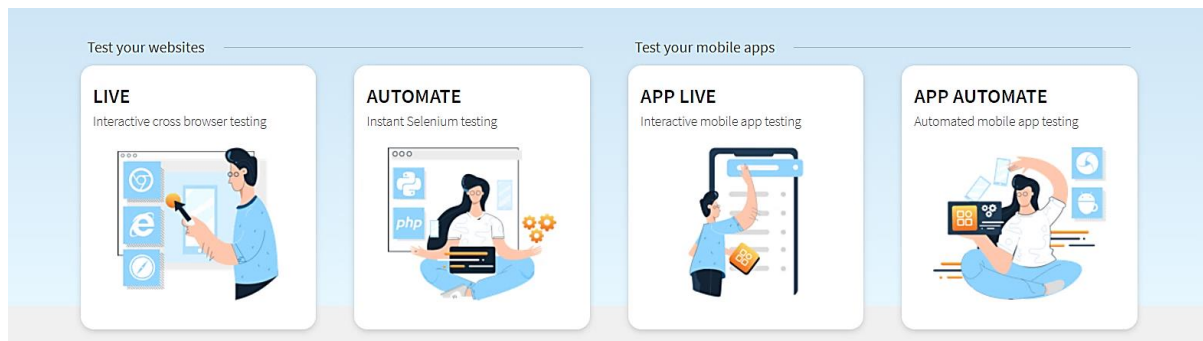 Test your websites
Test your mobile apps
LIVE
Interactive cross browser testing
AUTOMATE
Instant Selenium testing
php
APP LIVE
Interactive mobile app testing
APP AUTOMATE
Automated mobile app testing